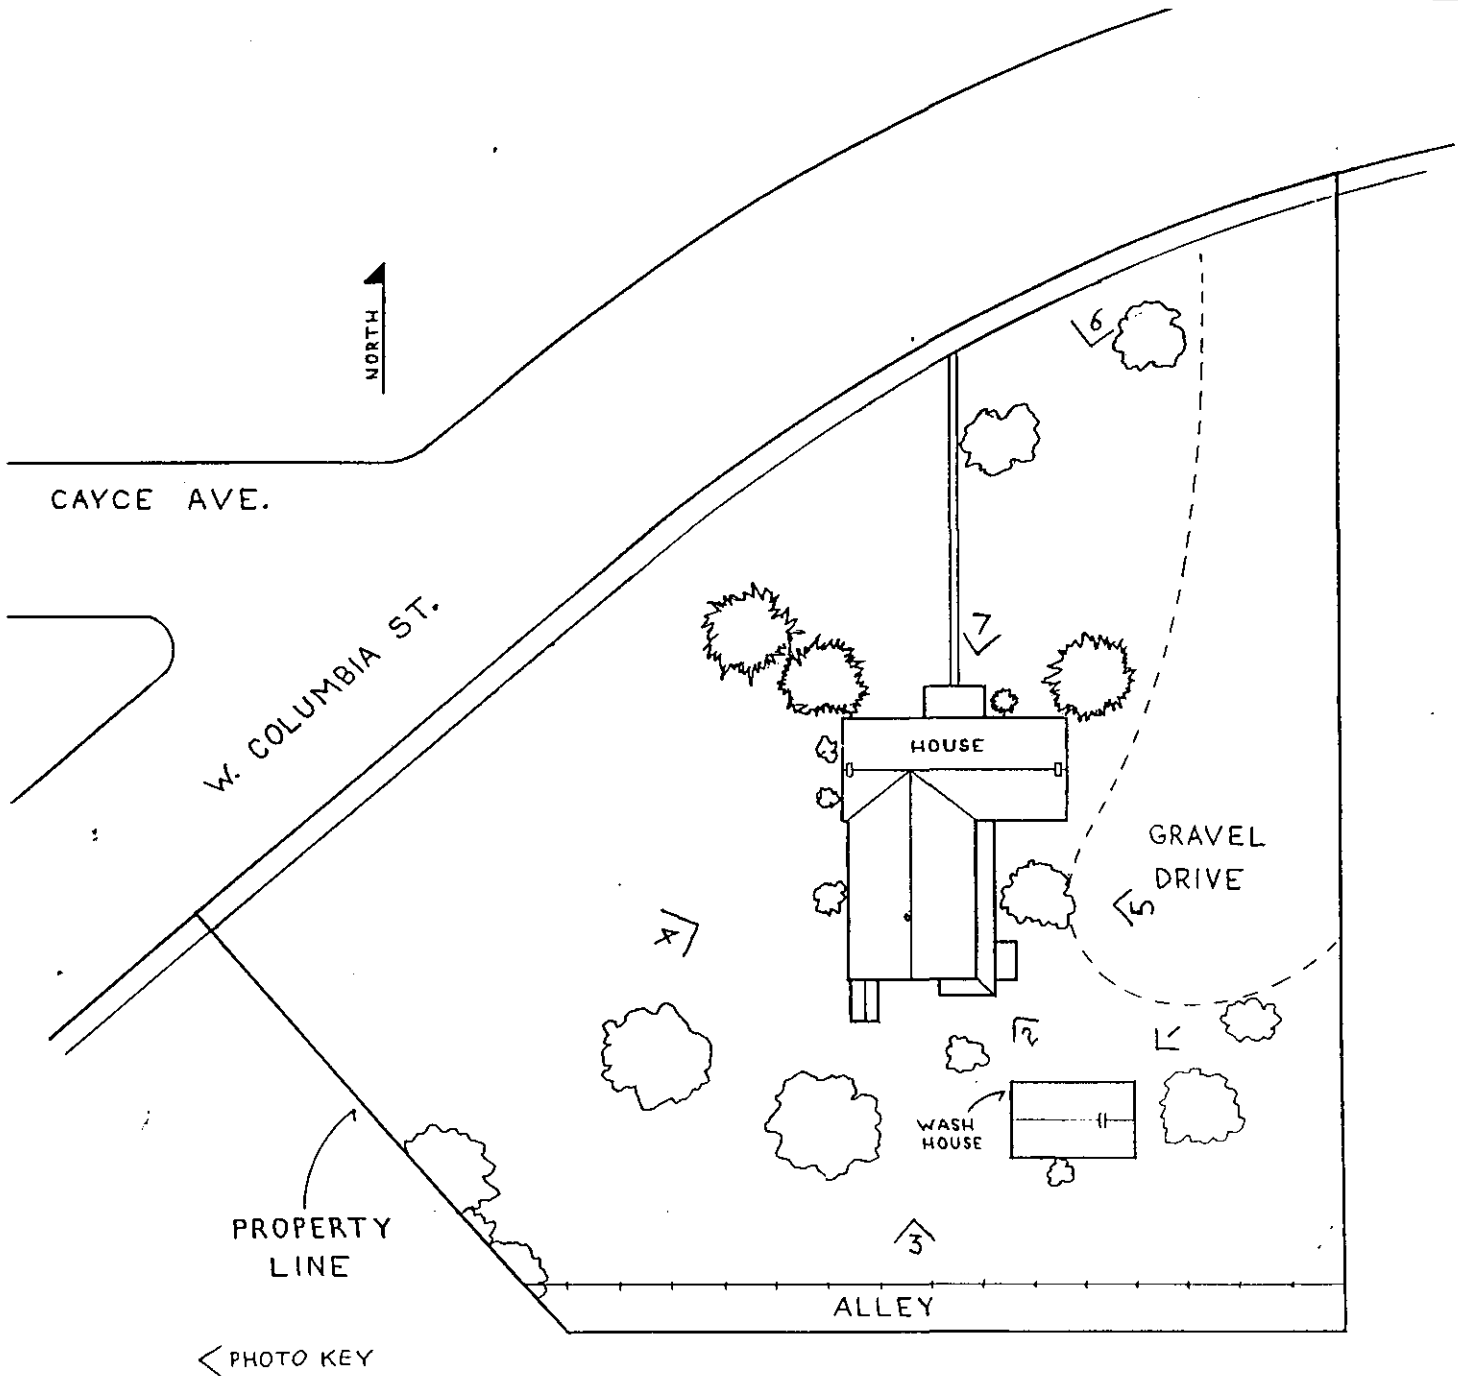 6
NORTH
CAYCE AVE.
W. COLUMBIA ST.
7
HOUSE
GRAVEL
DRIVE
5
4
2
1
WASH
HOUSE
PROPERTY
LINE
3
ALLEY
PHOTO KEY